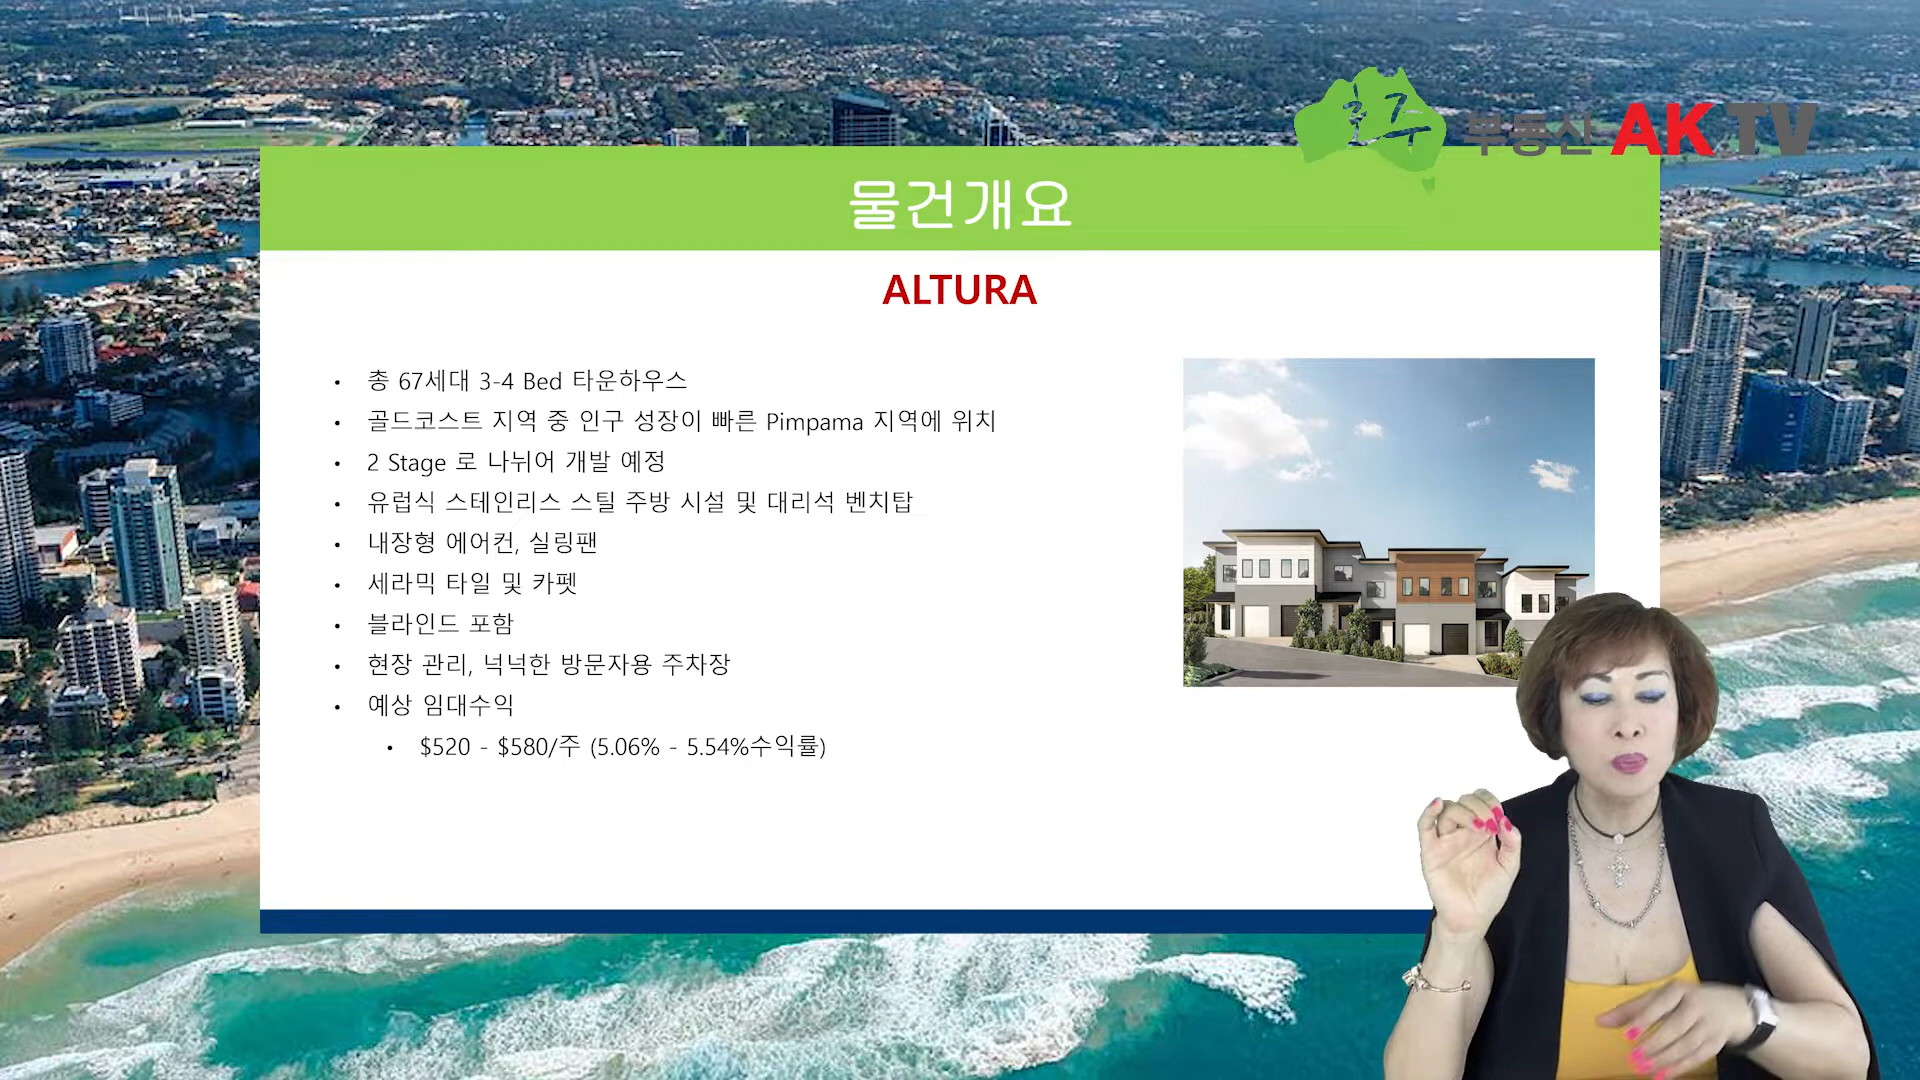 호주 부동산 AK TV
물건개요
ALTURA
• 총 67세대 3-4 Bed 타운하우스
• 골드코스트 지역 중 인구 성장이 빠른 Pimpama 지역에 위치
• 2 Stage 로 나뉘어 개발 예정
• 유럽식 스테인리스 스틸 주방 시설 및 대리석 벤치탑
• 내장형 에어컨, 실링팬
• 세라믹 타일 및 카펫
• 블라인드 포함
• 현장 관리, 넉넉한 방문자용 주차장
• 예상 임대수익
• $520 - $580/주 (5.06% - 5.54%수익률)